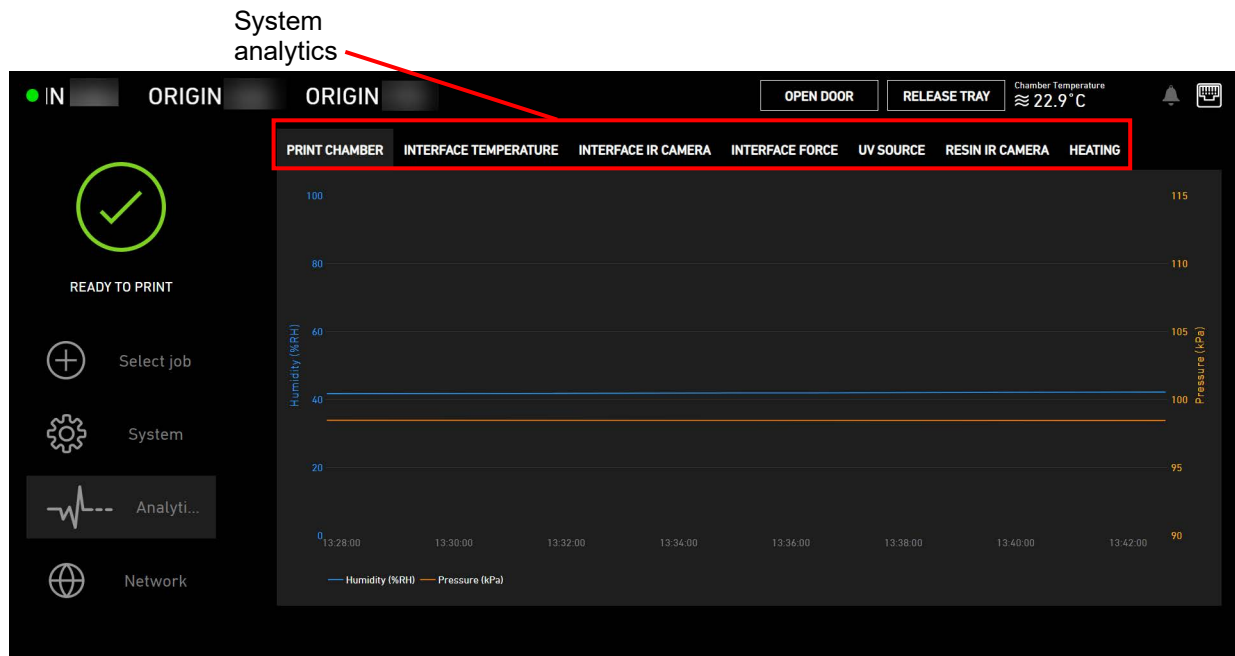 System
analytics
IN ORIGIN ORIGIN
OPEN DOOR
RELEASE TRAY
Chamber Temperature
≋ 22.9°C
PRINT CHAMBER INTERFACE TEMPERATURE INTERFACE IR CAMERA INTERFACE FORCE UV SOURCE RESIN IR CAMERA HEATING
READY TO PRINT
Select job
System
Analyti...
Network
Humidity (%RH)
100
80
60
40
20
0
13:28:00 13:30:00 13:32:00 13:34:00 13:36:00 13:38:00 13:40:00 13:42:00
115
110
105
100
95
90
Pressure (kPa)
Humidity (%RH) Pressure (kPa)